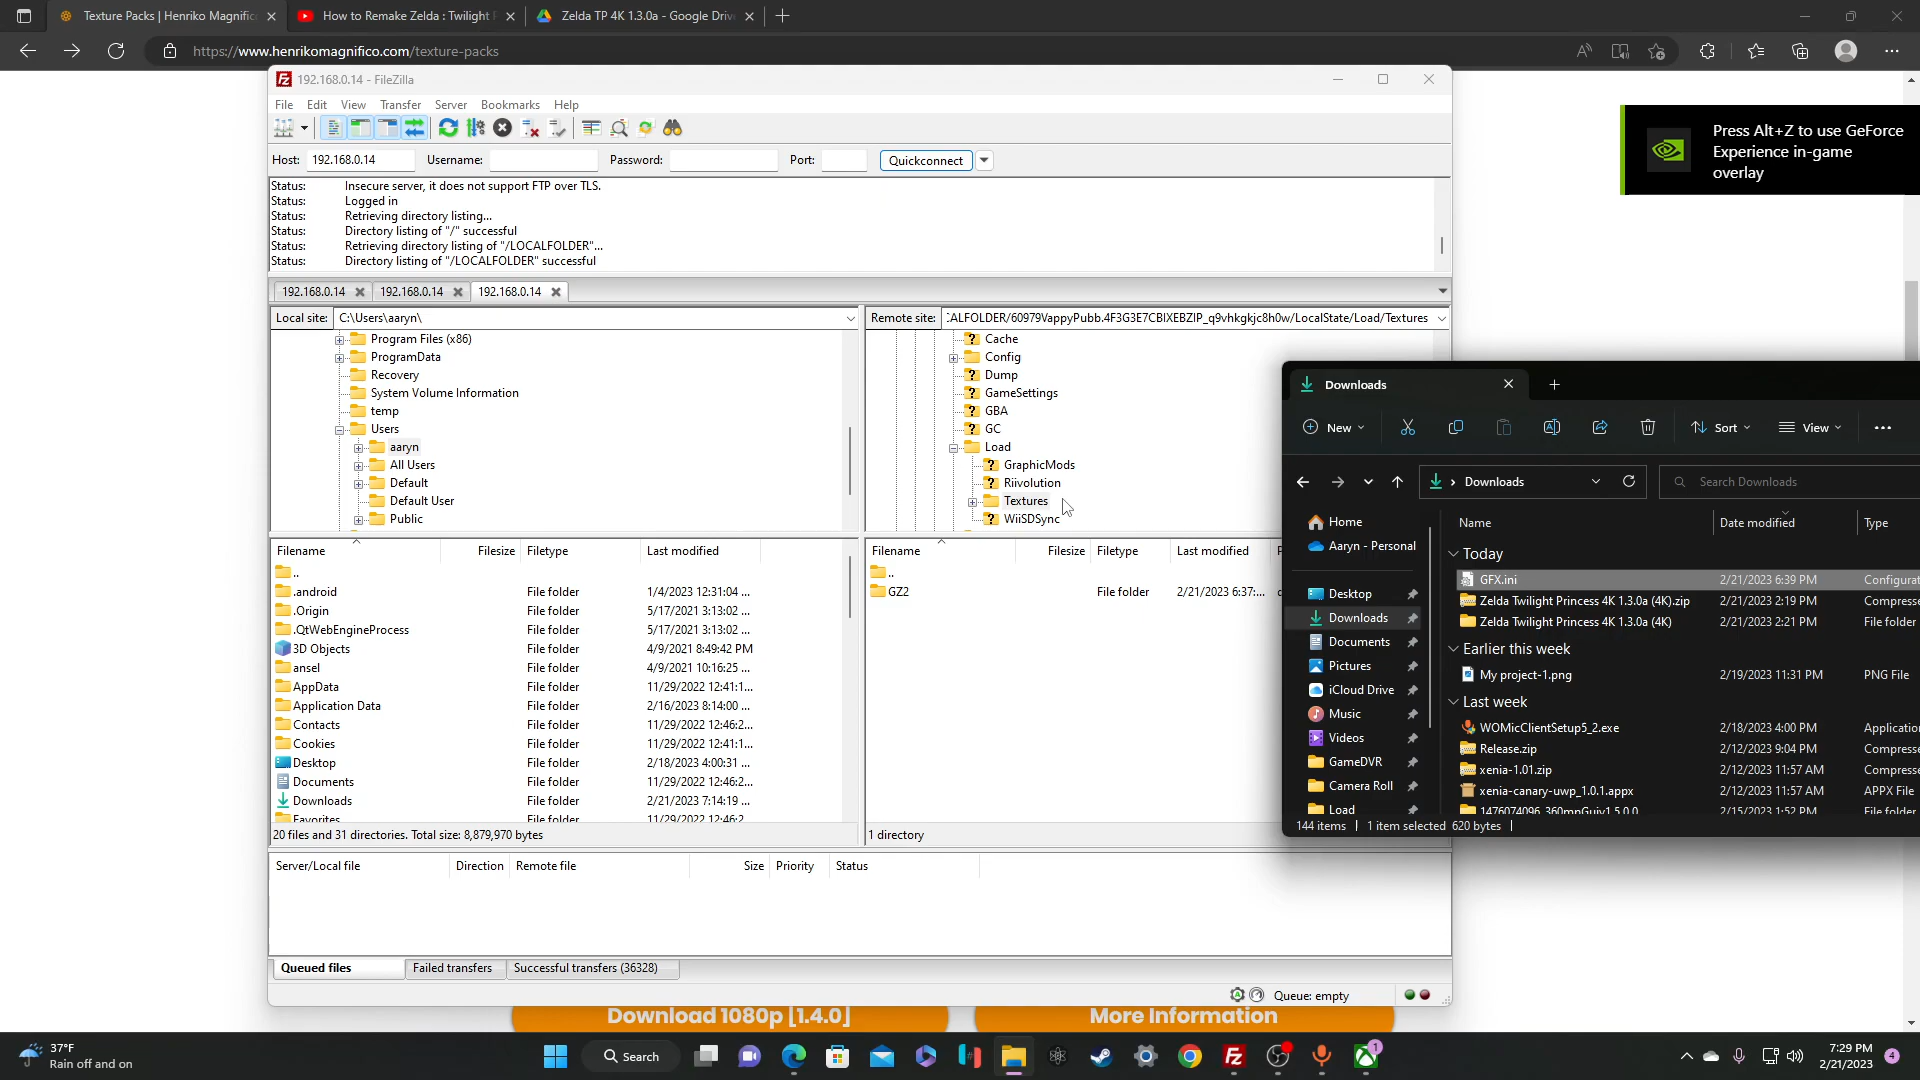 Texture Packs | Henriko Magnific
How to Remake Zelda : Twilight P
Zelda TP 4K 1.3.0a - Google Driv
https://www.henrikomagnifico.com/texture-packs
192.168.0.14 - FileZilla
File Edit View Transfer Server Bookmarks Help
Host: 192.168.0.14 Username: Password: Port: Quickconnect
Status: Insecure server, it does not support FTP over TLS.
Status: Logged in
Status: Retrieving directory listing...
Status: Directory listing of "/" successful
Status: Retrieving directory listing of "/LOCALFOLDER"...
Status: Directory listing of "/LOCALFOLDER" successful
192.168.0.14 192.168.0.14 192.168.0.14
Local site: C:\Users\aaryn\
Program Files (x86)
ProgramData
Recovery
System Volume Information
temp
Users
aaryn
All Users
Default
Default User
Public
Remote site: ALFOLDER/60979VappyPubb.4F3G3E7CBIXEBZIP_q9vhkgkjc8h0w/LocalState/Load/Textures
Cache
Config
Dump
GameSettings
GBA
GC
Load
GraphicMods
Riivolution
Textures
WiiSDSync
Filename Filesize Filetype Last modified
..
.android File folder 1/4/2023 12:31:04 ...
.Origin File folder 5/17/2021 3:13:02 ...
.QtWebEngineProcess File folder 5/17/2021 3:13:02 ...
3D Objects File folder 4/9/2021 8:49:42 PM
ansel File folder 4/9/2021 10:16:25 ...
AppData File folder 11/29/2022 12:41:1...
Application Data File folder 2/16/2023 8:14:00 ...
Contacts File folder 11/29/2022 12:46:2...
Cookies File folder 11/29/2022 12:41:1...
Desktop File folder 2/18/2023 4:00:31 ...
Documents File folder 11/29/2022 12:46:2...
Downloads File folder 2/21/2023 7:14:19 ...
Favorites File folder 11/29/2022 12:46:2
20 files and 31 directories. Total size: 8,879,970 bytes
Filename Filesize Filetype Last modified
..
GZ2 File folder 2/21/2023 6:37:...
1 directory
Server/Local file Direction Remote file Size Priority Status
Queued files Failed transfers Successful transfers (36328)
Queue: empty
Press Alt+Z to use GeForce
Experience in-game
overlay
Downloads
New Sort View
Downloads Search Downloads
Home
Aaryn - Personal
Desktop
Downloads
Documents
Pictures
iCloud Drive
Music
Videos
GameDVR
Camera Roll
Load
Name Date modified Type
Today
GFX.ini 2/21/2023 6:39 PM Configurat
Zelda Twilight Princess 4K 1.3.0a (4K).zip 2/21/2023 2:19 PM Compresse
Zelda Twilight Princess 4K 1.3.0a (4K) 2/21/2023 2:21 PM File folder
Earlier this week
My project-1.png 2/19/2023 11:31 PM PNG File
Last week
WOMicClientSetup5_2.exe 2/18/2023 4:00 PM Applicatio
Release.zip 2/12/2023 9:04 PM Compresse
xenia-1.01.zip 2/12/2023 11:57 AM Compresse
xenia-canary-uwp_1.0.1.appx 2/12/2023 11:57 AM APPX File
2/15/2023 1:52 PM File folder
144 items 1 item selected 620 bytes
Download 1080p [1.4.0] More Information
37°F
Rain off and on
Search
1
7:29 PM
2/21/2023
4